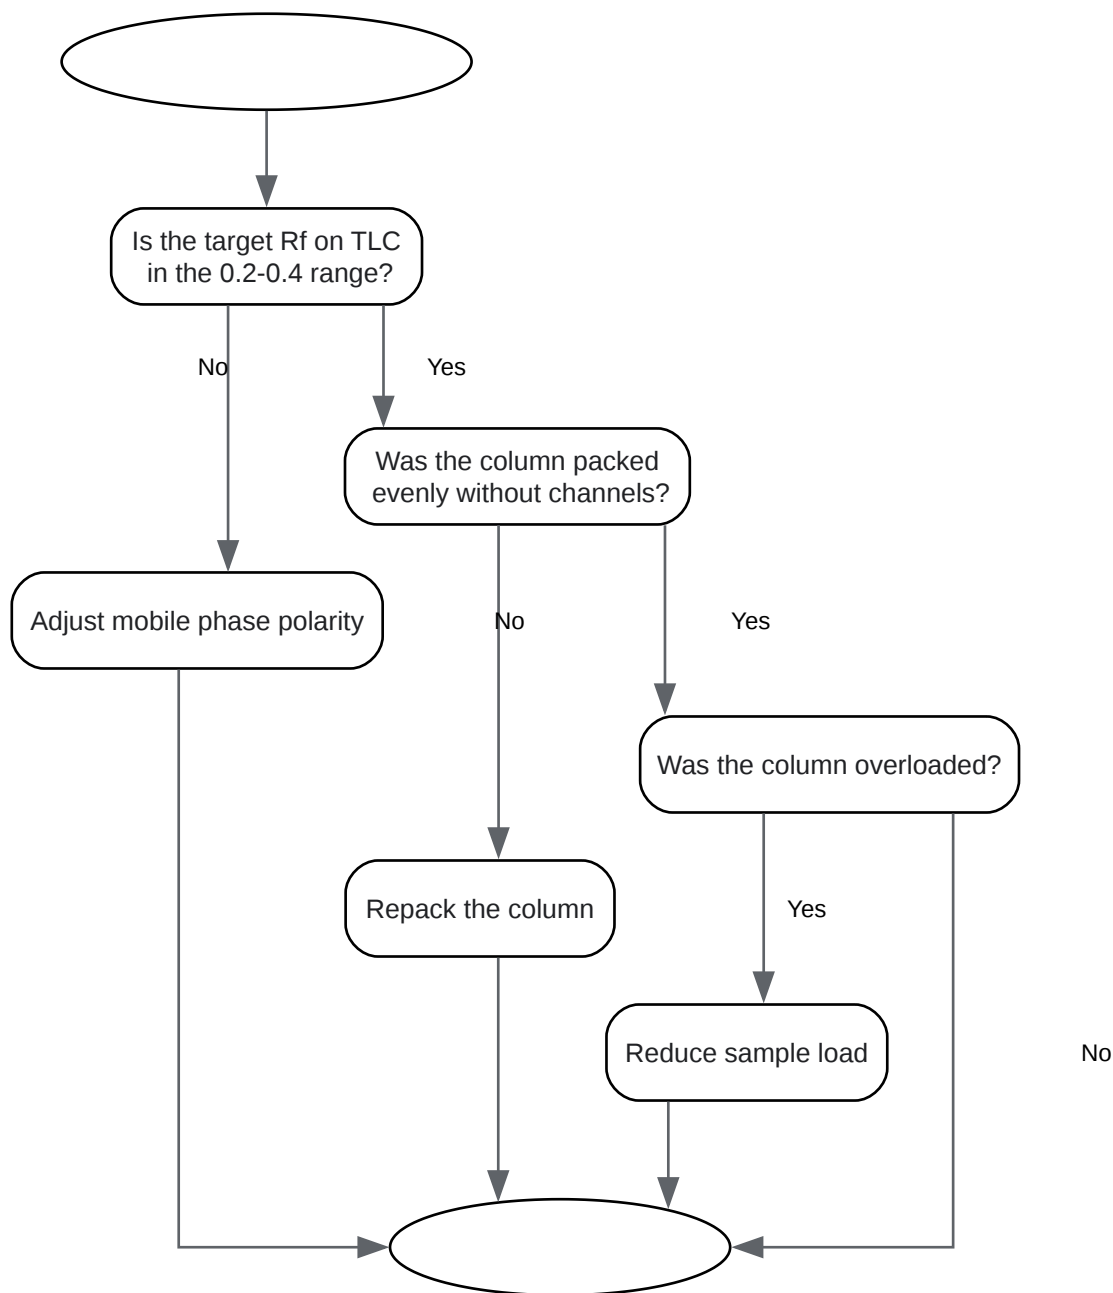 Is the target Rf on TLC
in the 0.2-0.4 range?
No
Yes
Was the column packed
evenly without channels?
Adjust mobile phase polarity
No
Yes
Was the column overloaded?
Repack the column
Yes
Reduce sample load
No